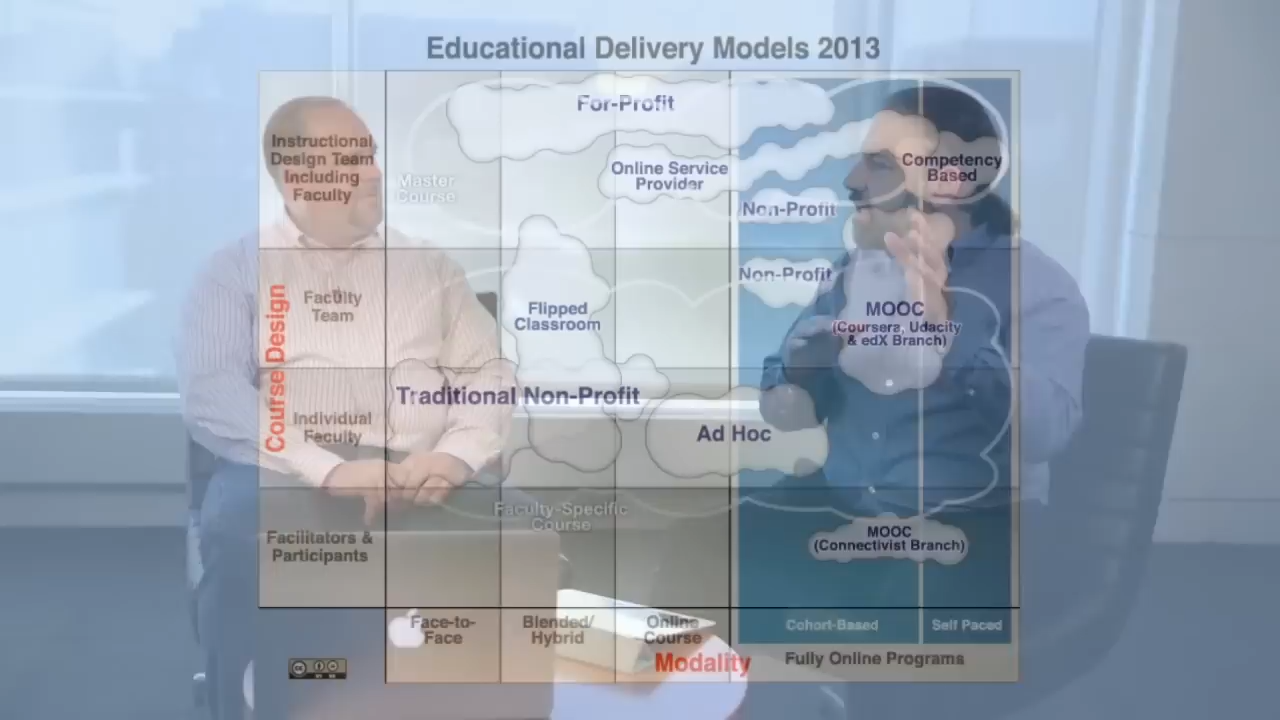 Educational Delivery Models 2013
For-Profit
Instructional
Design Team
Including
Faculty
Master
Course
Online Service
Provider
Competency
Based
Non-Profit
Non-Profit
Course Design
Faculty
Team
Flipped
Classroom
MOOC
(Coursera, Udacity
& edX Branch)
Traditional Non-Profit
Individual
Faculty
Ad Hoc
Faculty-Specific
Course
Facilitators &
Participants
MOOC
(Connectivist Branch)
Face-to-
Face
Blended/
Hybrid
Online
Course
Cohort-Based
Self Paced
Modality
Fully Online Programs